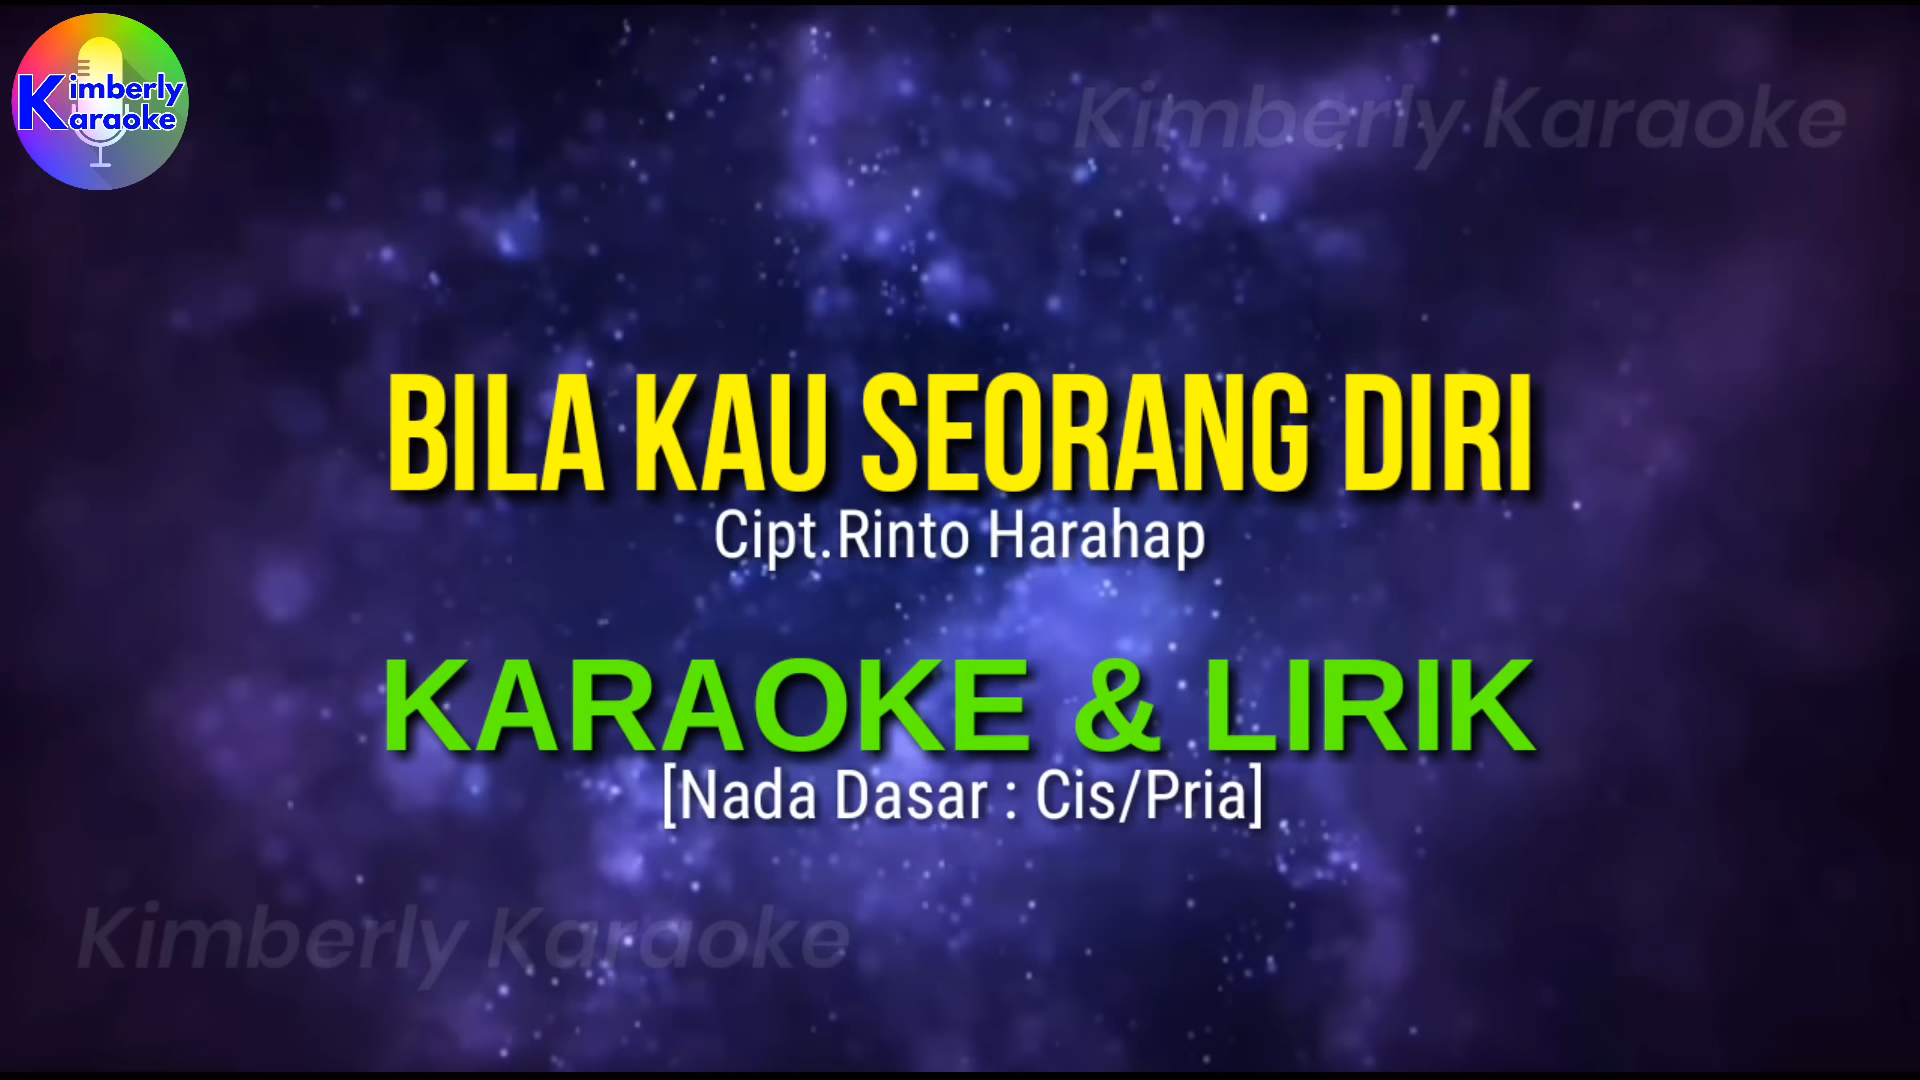 Kimberly
Karaoke
Kimberly Karaoke
BILA KAU SEORANG DIRI
Cipt.Rinto Harahap
KARAOKE & LIRIK
[Nada Dasar : Cis/Pria]
Kimberly Karaoke